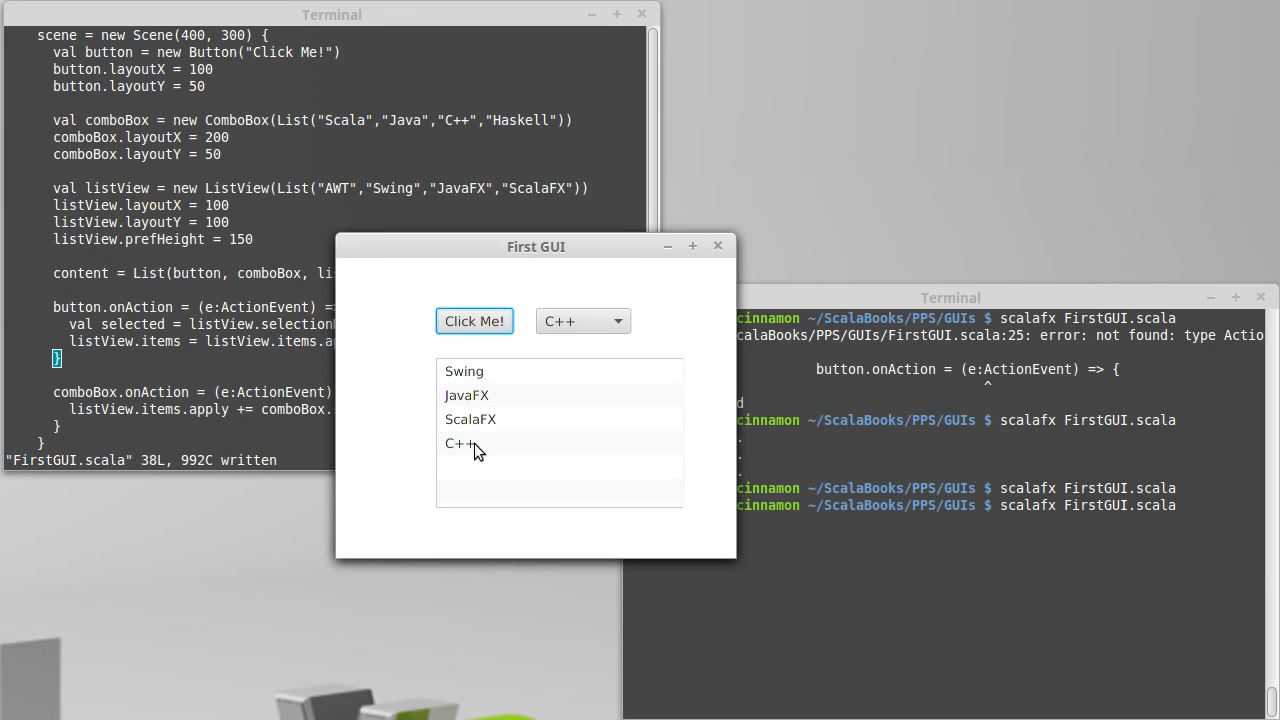 Terminal
scene = new Scene(400, 300) {
val button = new Button("Click Me!")
button.layoutX = 100
button.layoutY = 50
val comboBox = new ComboBox(List("Scala","Java","C++","Haskell"))
comboBox.layoutX = 200
comboBox.layoutY = 50
val listView = new ListView(List("AWT","Swing","JavaFX","ScalaFX"))
listView.layoutX = 100
listView.layoutY = 100
listView.prefHeight = 150
content = List(button, comboBox, li
button.onAction = (e:ActionEvent) =
val selected = listView.selection
listView.items = listView.items.a
}
comboBox.onAction = (e:ActionEvent)
listView.items.apply += comboBox.
}
}
"FirstGUI.scala" 38L, 992C written
First GUI
Click Me!
C++
Swing
JavaFX
ScalaFX
C++
Terminal
cinnamon ~/ScalaBooks/PPS/GUIs $ scalafx FirstGUI.scala
calaBooks/PPS/GUIs/FirstGUI.scala:25: error: not found: type Actio
button.onAction = (e:ActionEvent) => {
^
d
cinnamon ~/ScalaBooks/PPS/GUIs $ scalafx FirstGUI.scala
.
.
.
cinnamon ~/ScalaBooks/PPS/GUIs $ scalafx FirstGUI.scala
cinnamon ~/ScalaBooks/PPS/GUIs $ scalafx FirstGUI.scala